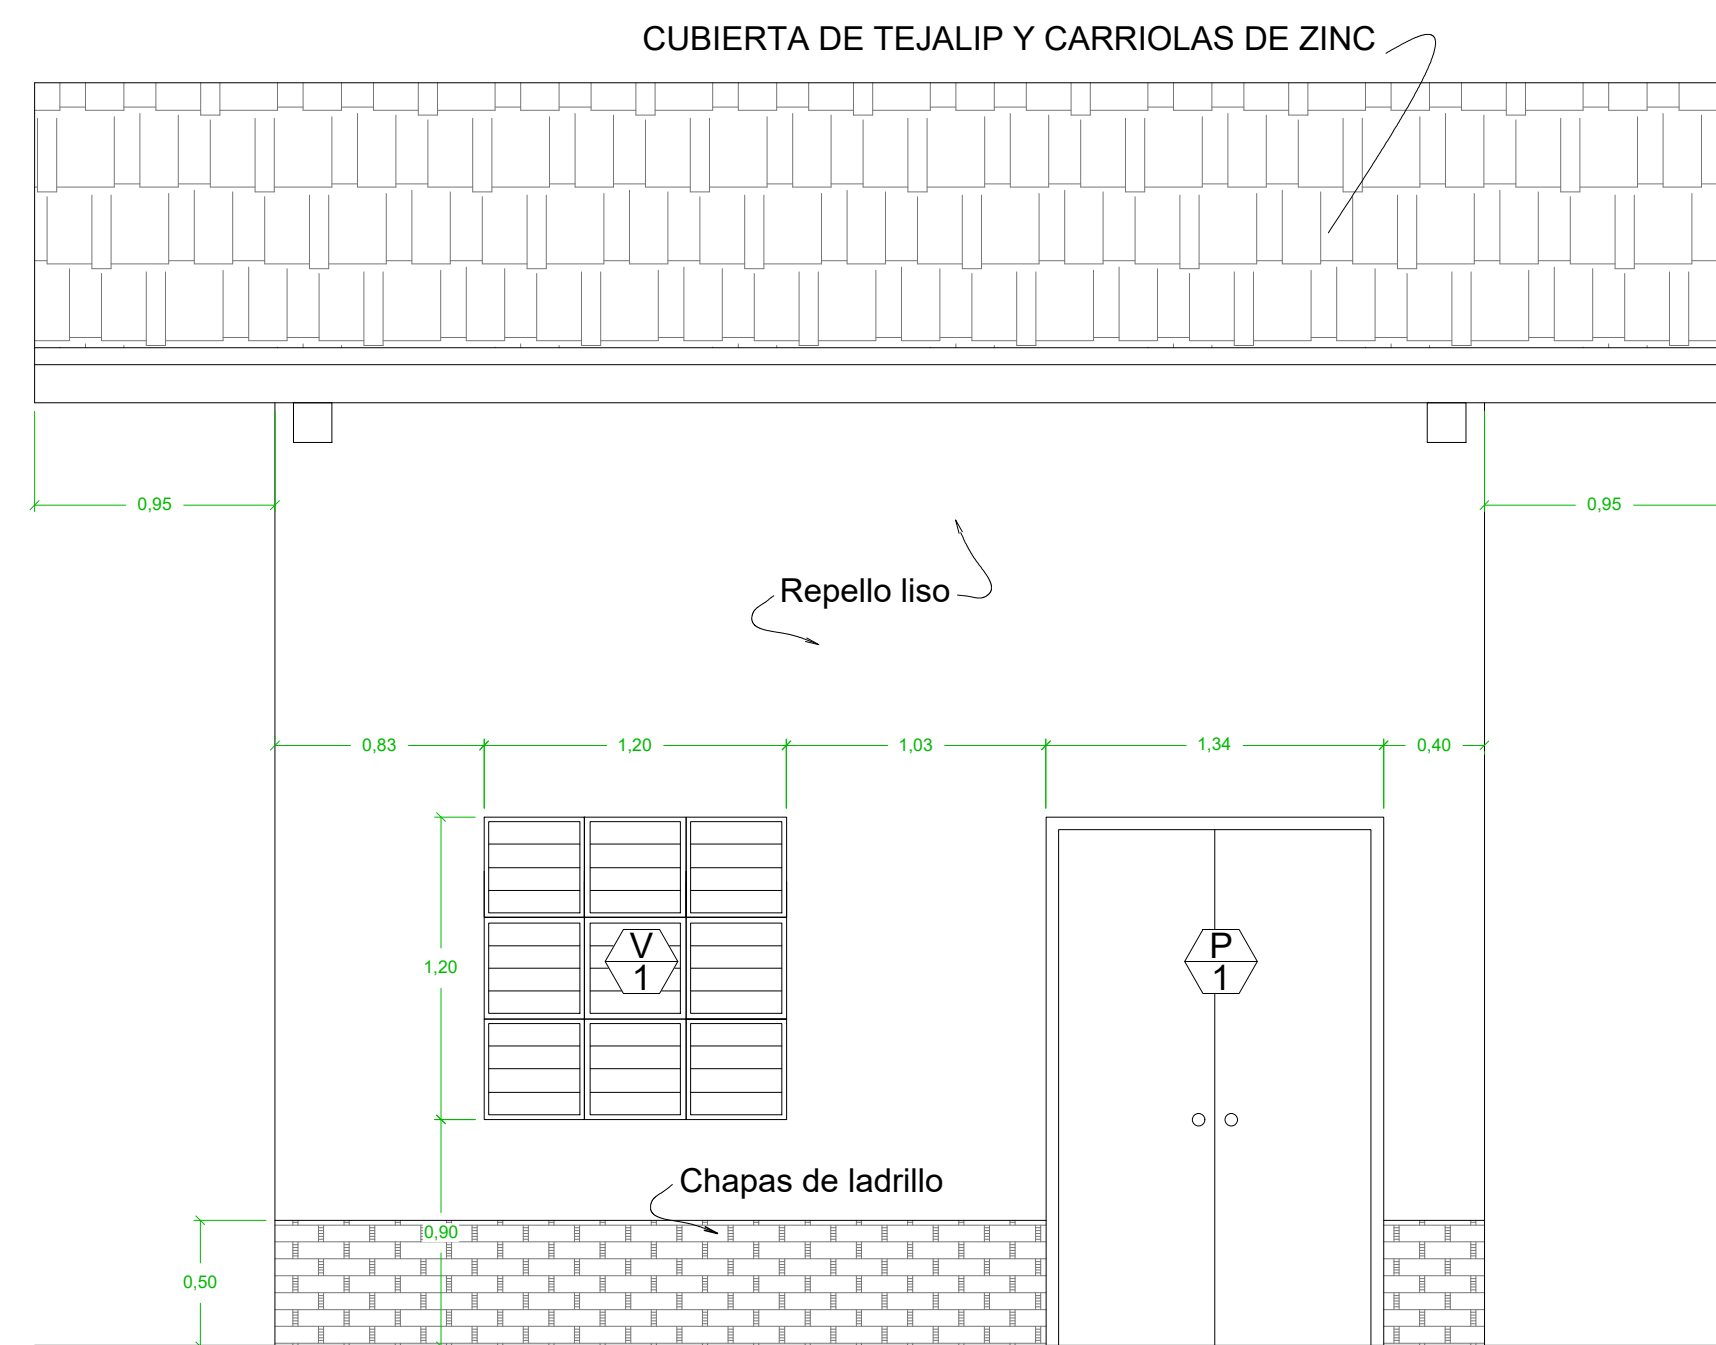 CUBIERTA DE TEJALIP Y CARRIOLAS DE ZINC
0,95
0,95
Repello liso
0,83
1,20
1,03
1,34
0,40
V
1
P
1
1,20
Chapas de ladrillo
0,90
0,50